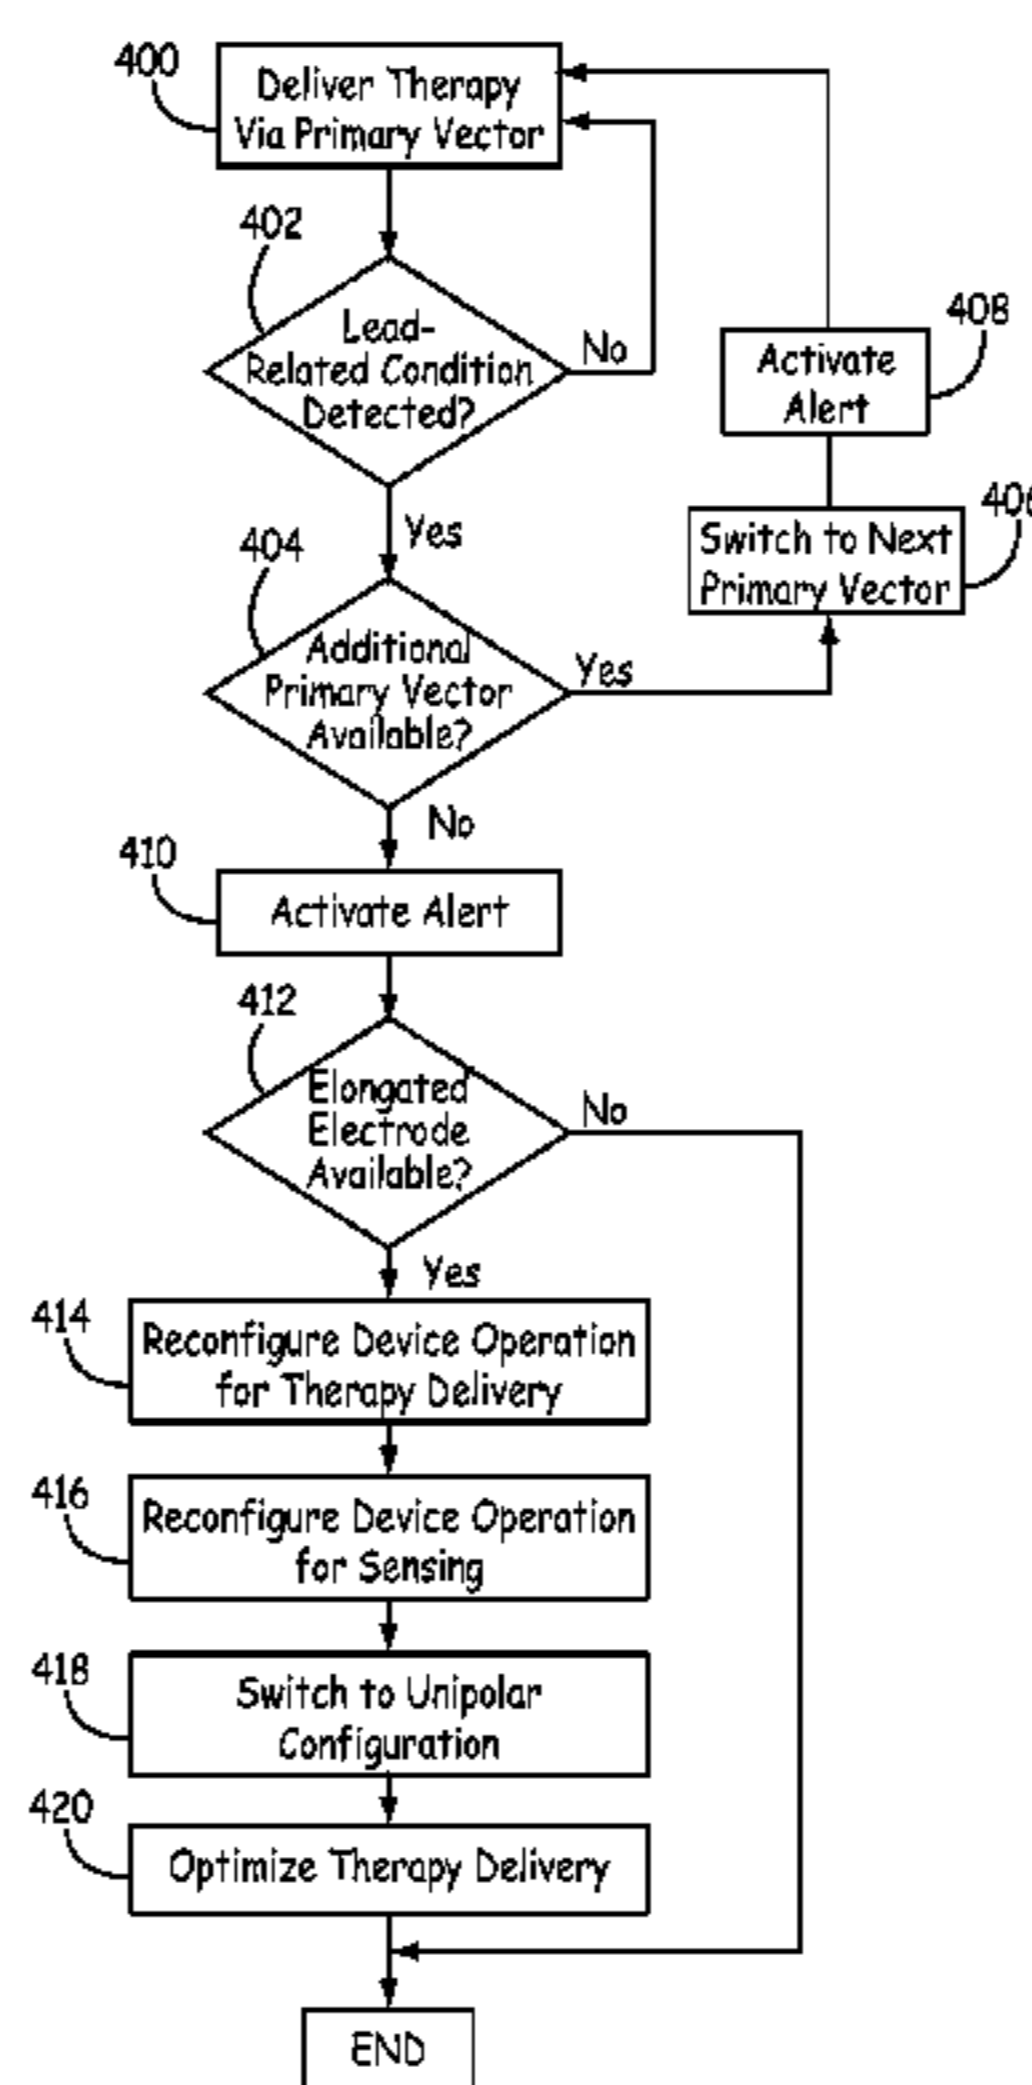 400
Deliver Therapy
Via Primary Vector
402
Lead-
Related Condition
Detected?
No
408
Activate
Alert
406
Switch to Next
Primary Vector
Yes
404
Additional
Primary Vector
Available?
Yes
No
410
Activate Alert
412
Elongated
Electrode
Available?
No
Yes
414
Reconfigure Device Operation
for Therapy Delivery
416
Reconfigure Device Operation
for Sensing
418
Switch to Unipolar
Configuration
420
Optimize Therapy Delivery
END